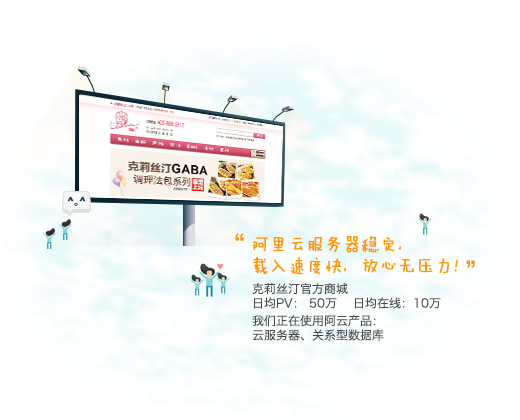 克莉丝汀GABA
调理法包系列
“ 阿里云服务器稳定，
载入速度快，放心无压力！”
克莉丝汀官方商城
日均PV： 50万 日均在线：10万
我们正在使用阿云产品：
云服务器、关系型数据库